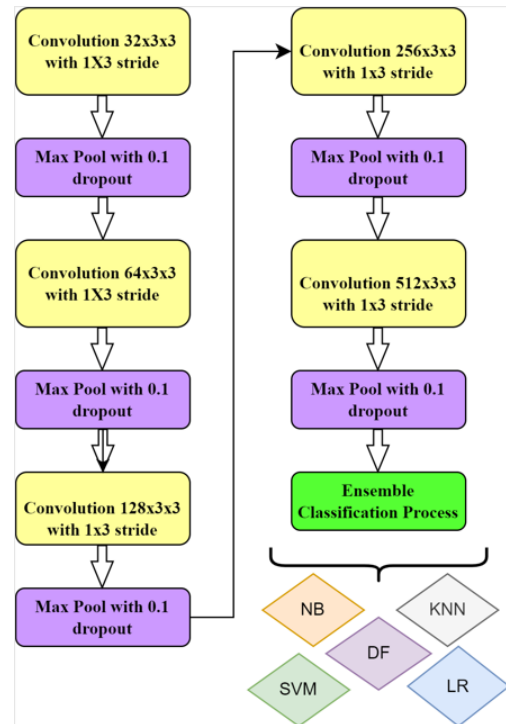 Convolution 32x3x3
with 1X3 stride
Max Pool with 0.1
dropout
Convolution 64x3x3
with 1X3 stride
Max Pool with 0.1
dropout
Convolution 128x3x3
with 1x3 stride
Max Pool with 0.1
dropout
Convolution 256x3x3
with 1x3 stride
Max Pool with 0.1
dropout
Convolution 512x3x3
with 1x3 stride
Max Pool with 0.1
dropout
Ensemble
Classification Process
NB
KNN
DF
SVM
LR